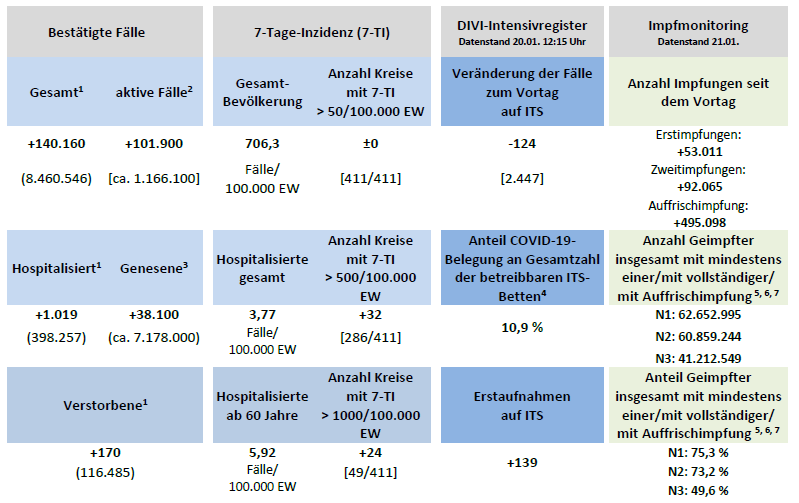 Bestätigte Fälle
7-Tage-Inzidenz (7-TI)
DIVI-Intensivregister
Datenstand 20.01. 12:15 Uhr
Impfmonitoring
Datenstand 21.01.
Gesamt¹
aktive Fälle²
Gesamt-
Bevölkerung
Anzahl Kreise
mit 7-TI
> 50/100.000 EW
Veränderung der Fälle
zum Vortag
auf ITS
Anzahl Impfungen seit
dem Vortag
+140.160
+101.900
706,3
±0
-124
Erstimpfungen:
+53.011
(8.460.546)
[ca. 1.166.100]
Fälle/
100.000 EW
[411/411]
[2.447]
Zweitimpfungen:
+92.065
Auffrischimpfung:
+495.098
Hospitalisiert¹
Genesene³
Hospitalisierte
gesamt
Anzahl Kreise
mit 7-TI
> 500/100.000
EW
Anteil COVID-19-
Belegung an Gesamtzahl
der betreibbaren ITS-
Betten⁴
Anzahl Geimpfter
insgesamt mit mindestens
einer/mit vollständiger/
mit Auffrischimpfung ⁵, ⁶, ⁷
+1.019
+38.100
3,77
+32
10,9 %
N1: 62.652.995
(398.257)
(ca. 7.178.000)
Fälle/
100.000 EW
[286/411]
N2: 60.859.244
N3: 41.212.549
Verstorbene¹
Hospitalisierte
ab 60 Jahre
Anzahl Kreise
mit 7-TI
> 1000/100.000
EW
Erstaufnahmen
auf ITS
Anteil Geimpfter
insgesamt mit mindestens
einer/mit vollständiger/
mit Auffrischimpfung ⁵, ⁶, ⁷
+170
5,92
+24
+139
N1: 75,3 %
(116.485)
Fälle/
100.000 EW
[49/411]
N2: 73,2 %
N3: 49,6 %